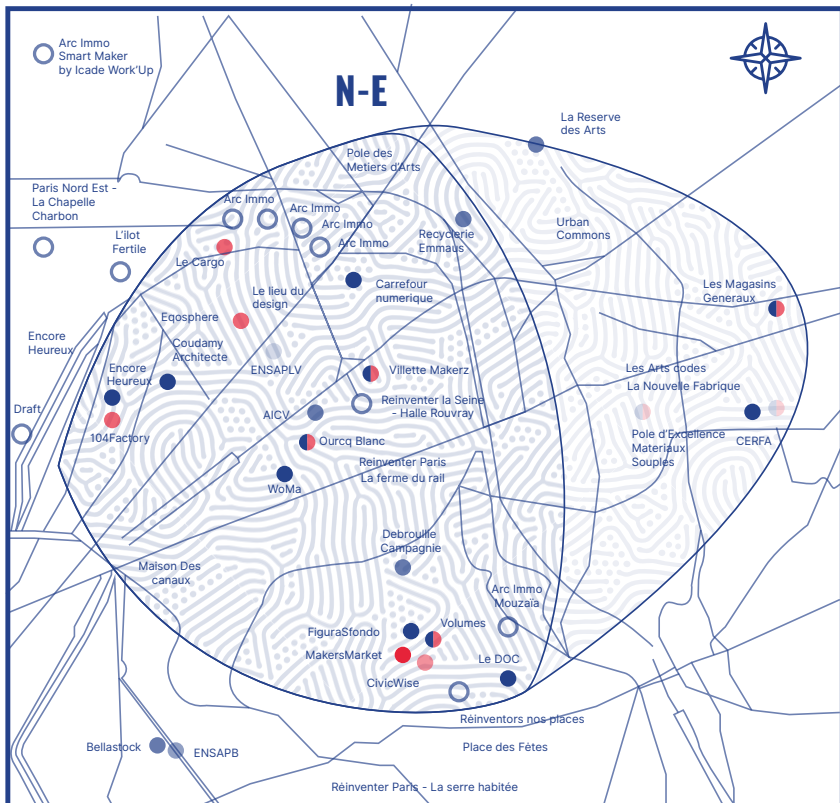 Arc Immo
Smart Maker
by Icade Work'Up
N-E
La Reserve
des Arts
Pole des
Metiers d'Arts
Paris Nord Est -
La Chapelle
Charbon
Arc Immo
Arc Immo
Arc Immo
Arc Immo
L'ilot
Fertile
Le Cargo
Recyclerie
Emmaus
Urban
Commons
Le lieu du
design
Carrefour
numerique
Les Magasins
Generaux
Eqosphere
Encore
Heureux
Coudamy
Architecte
ENSAPLV
Encore
Heureux
Villette Makerz
Les Arts codes
La Nouvelle Fabrique
Draft
AICV
Reinventer la Seine
- Halle Rouvray
104Factory
Ourcq Blanc
Pole d'Excellence
Materiaux
Souples
CERFA
Reinventer Paris
La ferme du rail
WoMa
Debrouille
Campagnie
Maison Des
canaux
Arc Immo
Mouzaïa
FiguraSfondo
Volumes
MakersMarket
Le DOC
CivicWise
Réinventors nos places
Bellastock
ENSAPB
Place des Fêtes
Réinventer Paris - La serre habitée